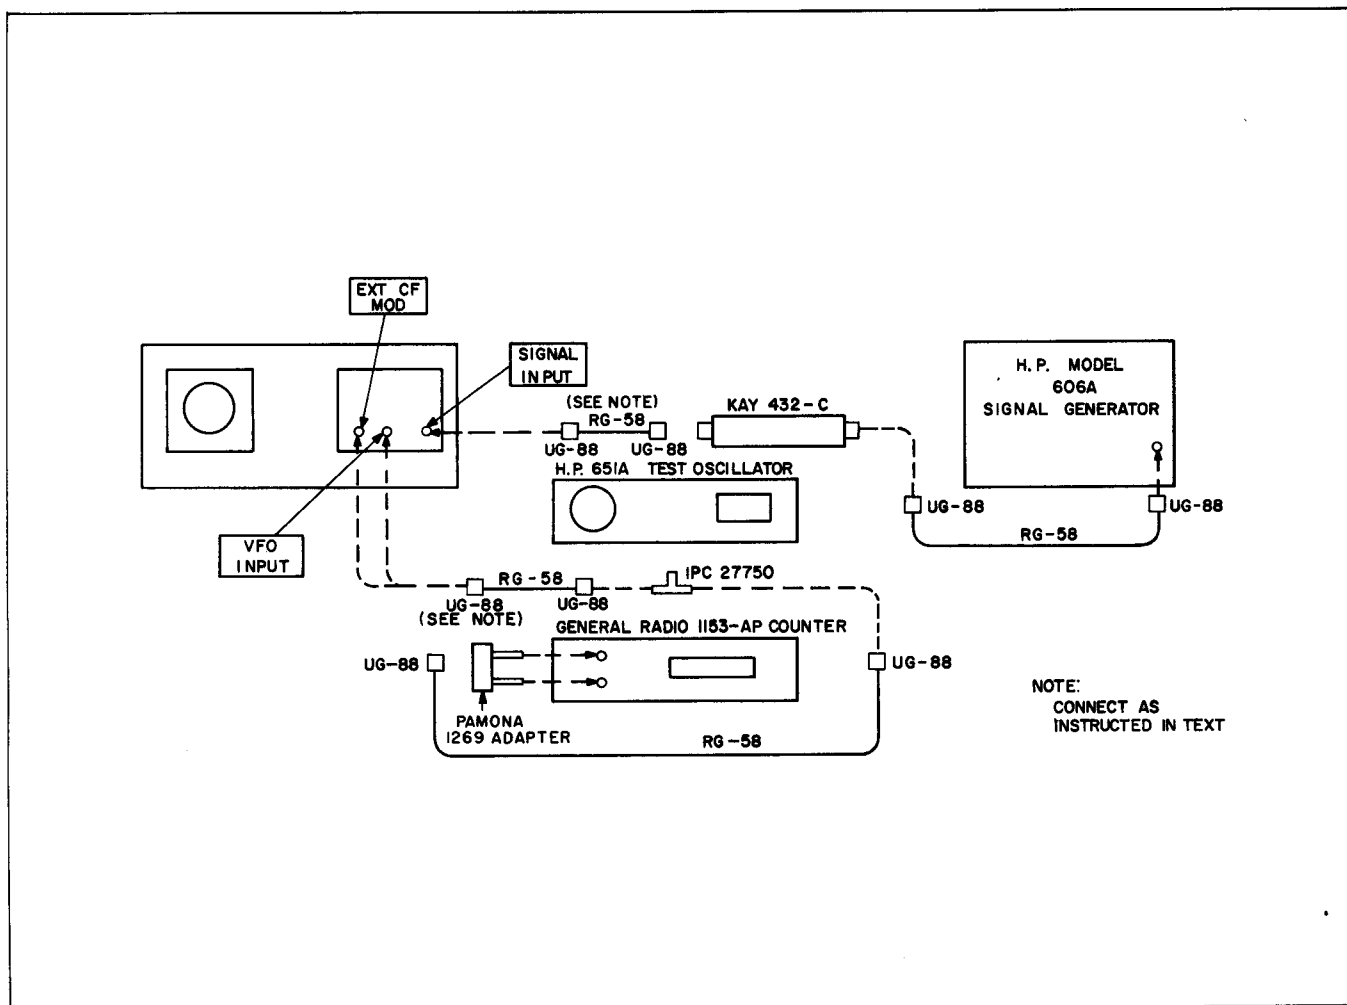 EXT CF
MOD
SIGNAL
INPUT
VFO
INPUT
(SEE NOTE)
RG-58
UG-88
UG-88
KAY 432-C
H.P. MODEL
606A
SIGNAL GENERATOR
UG-88
UG-88
RG-58
H.P. 651A TEST OSCILLATOR
RG-58
UG-88
(SEE NOTE)
UG-88
IPC 27750
GENERAL RADIO 1153-AP COUNTER
UG-88
UG-88
PAMONA
1269 ADAPTER
RG-58
NOTE:
CONNECT AS
INSTRUCTED IN TEXT